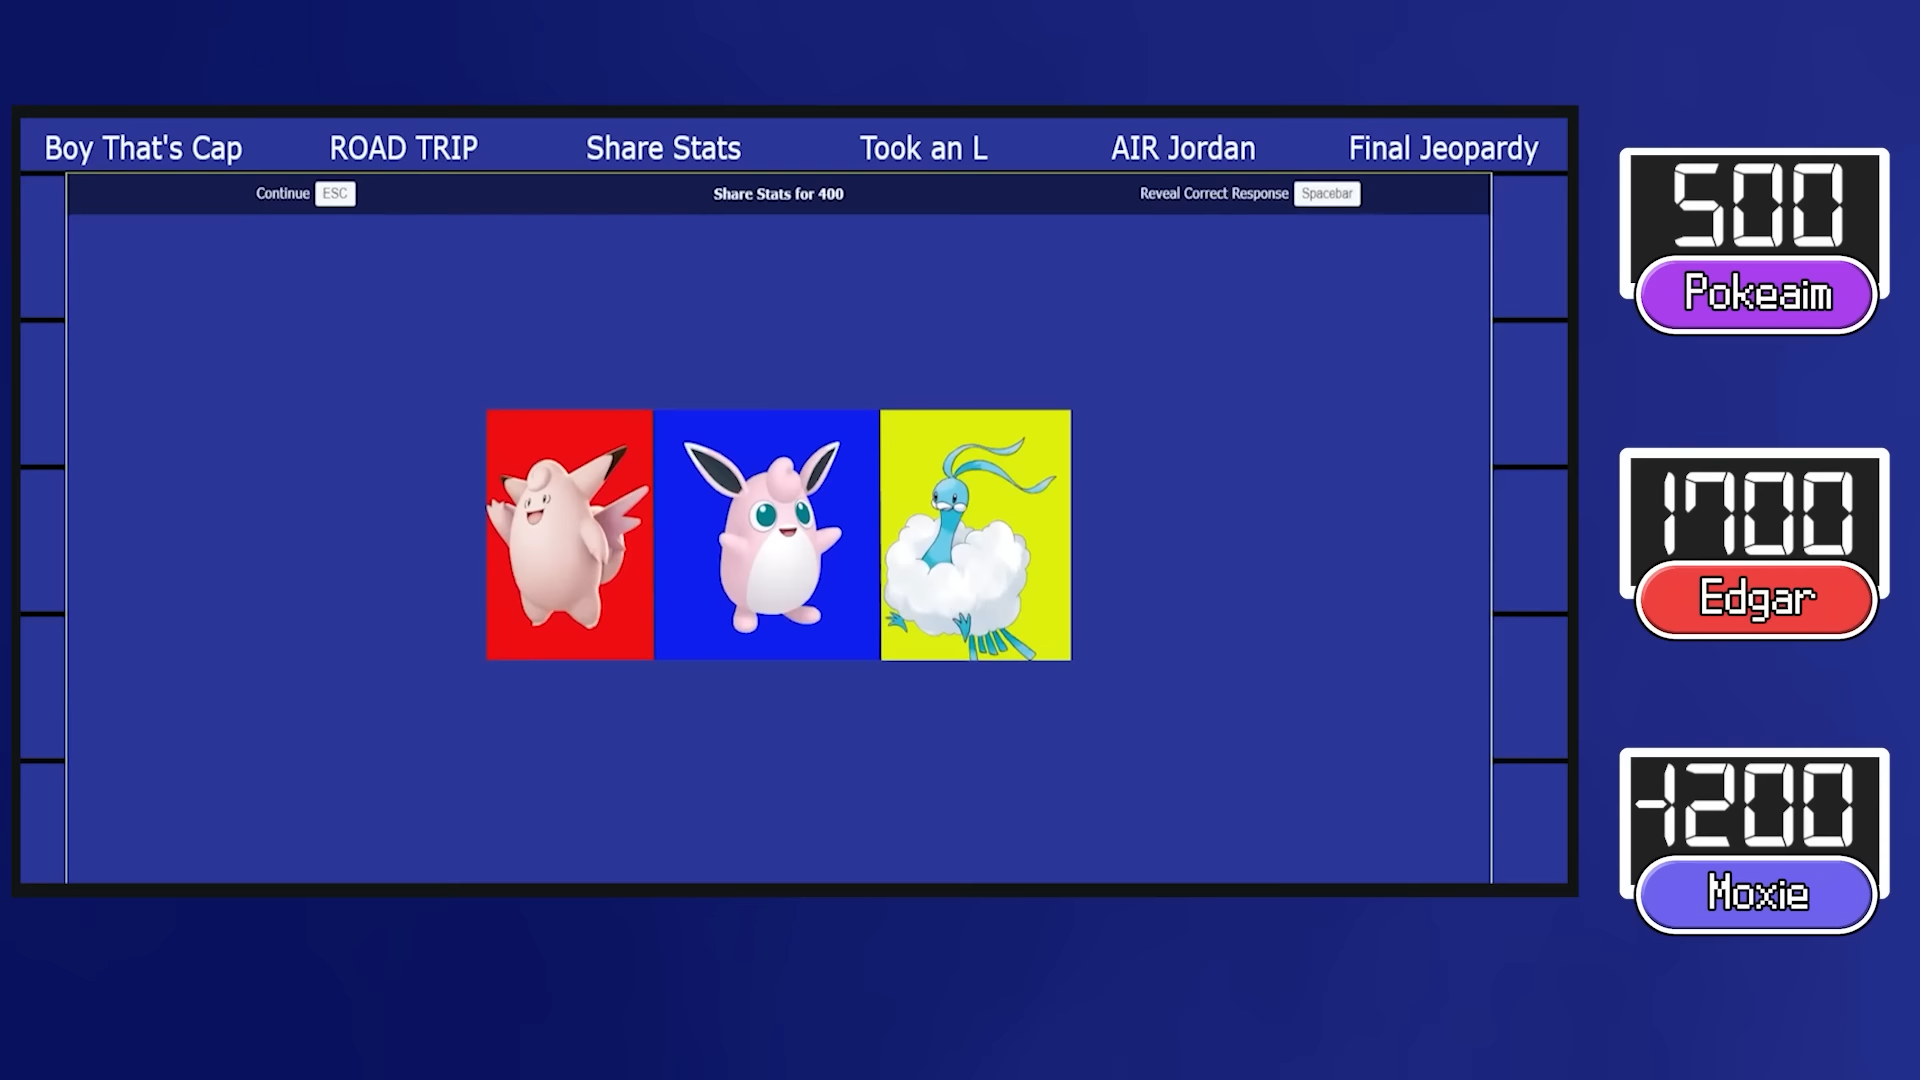 Boy That's Cap ROAD TRIP Share Stats Took an L AIR Jordan Final Jeopardy
Continue ESC Share Stats for 400 Reveal Correct Response Spacebar
500
Pokeaim
1700
Edgar
-1200
Moxie